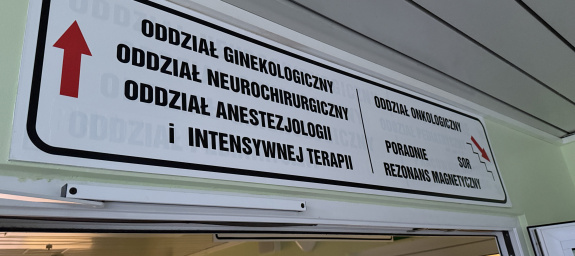 ODDZIAŁ GINEKOLOGICZNY
ODDZIAŁ NEUROCHIRURGICZNY
ODDZIAŁ ANESTEZJOLOGII
i INTENSYWNEJ TERAPII
ODDZIAŁ ONKOLOGICZNY
PORADNIE SOR
REZONANS MAGNETYCZNY